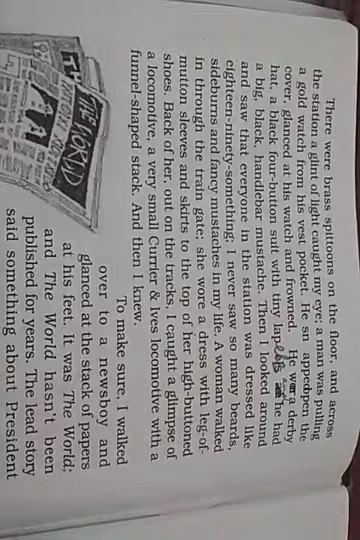 There were brass spittoons on the floor, and across
the station a glint of light caught my eye; a man was pulling
a gold watch from his vest pocket. He sn apped open the
cover, glanced at his watch and frowned. He wore a derby
hat, a black four-button suit with tiny lapels and he had
a big, black, handlebar mustache. Then I looked around
and saw that everyone in the station was dressed like
eighteen-ninety-something; I never saw so many beards,
sideburns and fancy mustaches in my life. A woman walked
in through the train gate; she wore a dress with leg-of-
mutton sleeves and skirts to the top of her high-buttoned
shoes. Back of her, out on the tracks, I caught a glimpse of
a locomotive, a very small Currier & Ives locomotive with a
funnel-shaped stack. And then I knew.
To make sure, I walked
over to a newsboy and
glanced at the stack of papers
at his feet. It was The World;
and The World hasn't been
published for years. The lead story
said something about President
THE WORLD